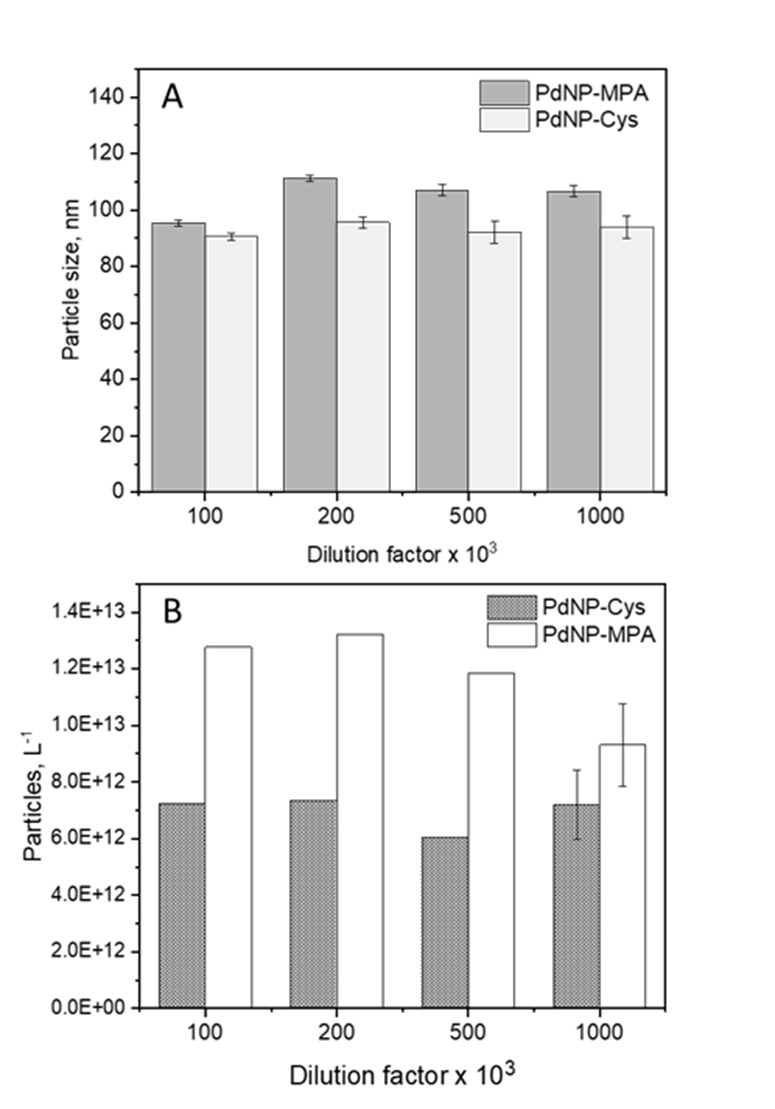 A
PdNP-MPA
PdNP-Cys
140
120
100
80
60
40
20
0
Particle size, nm
100 200 500 1000
Dilution factor x 10³
B
PdNP-Cys
PdNP-MPA
1.4E+13
1.2E+13
1.0E+13
8.0E+12
6.0E+12
4.0E+12
2.0E+12
0.0E+00
Particles, L⁻¹
100 200 500 1000
Dilution factor x 10³